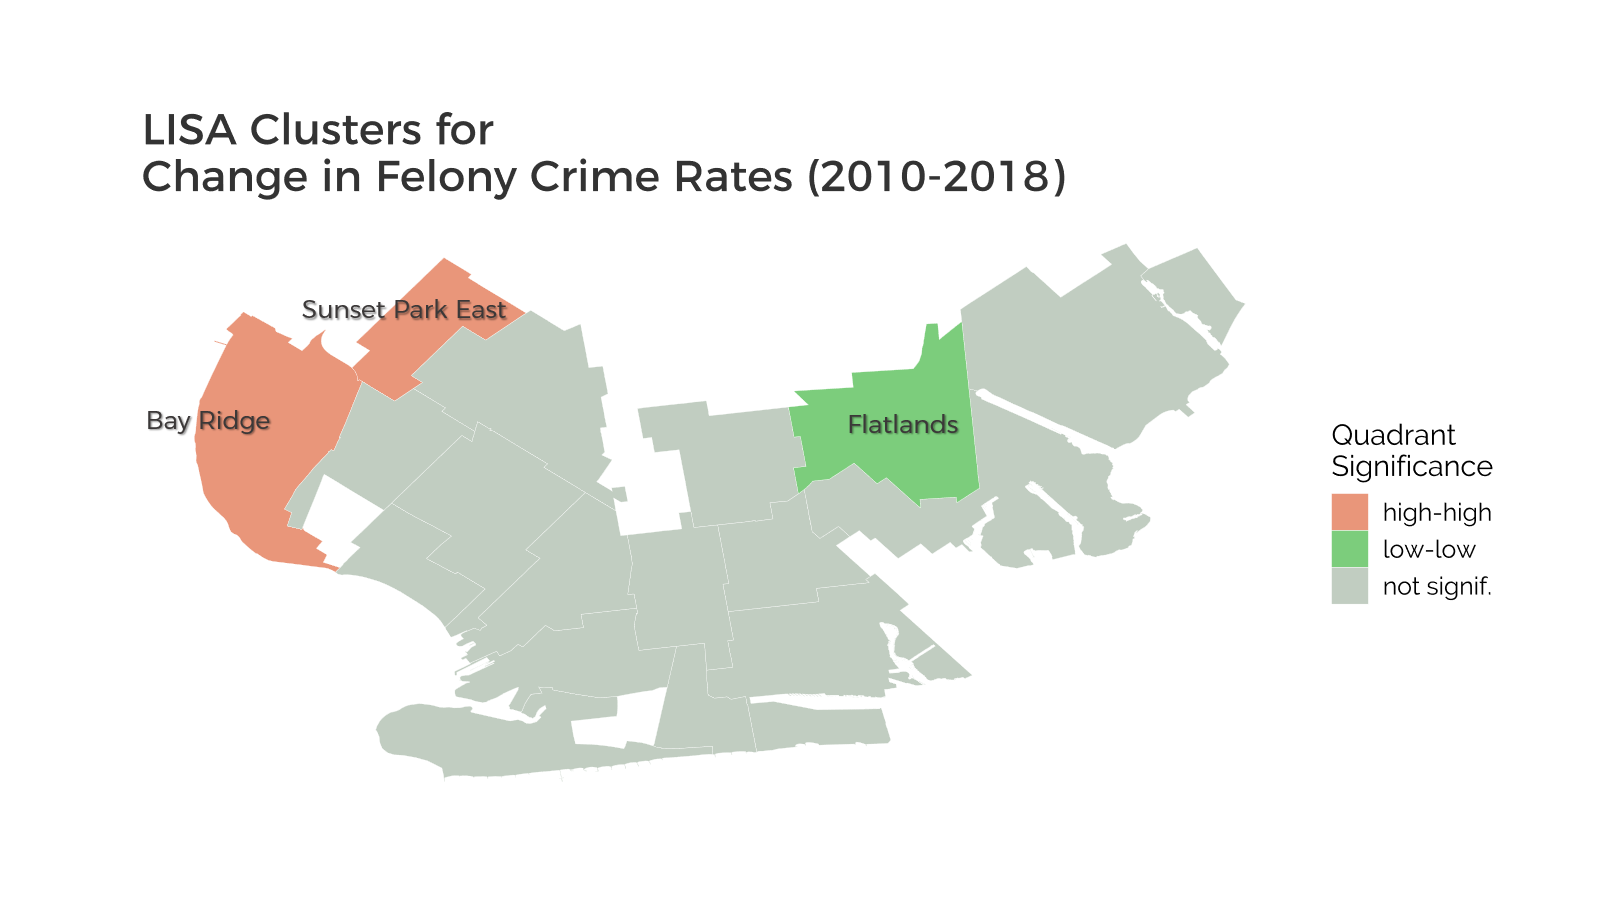 LISA Clusters for
Change in Felony Crime Rates (2010-2018)
Sunset Park East
Bay Ridge
Flatlands
Quadrant
Significance
high-high
low-low
not signif.